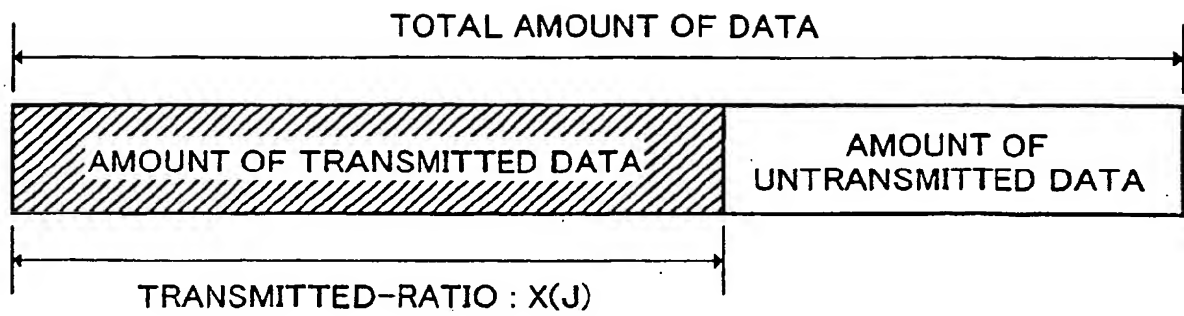 TOTAL AMOUNT OF DATA
AMOUNT OF TRANSMITTED DATA
AMOUNT OF
UNTRANSMITTED DATA
TRANSMITTED-RATIO : X(J)